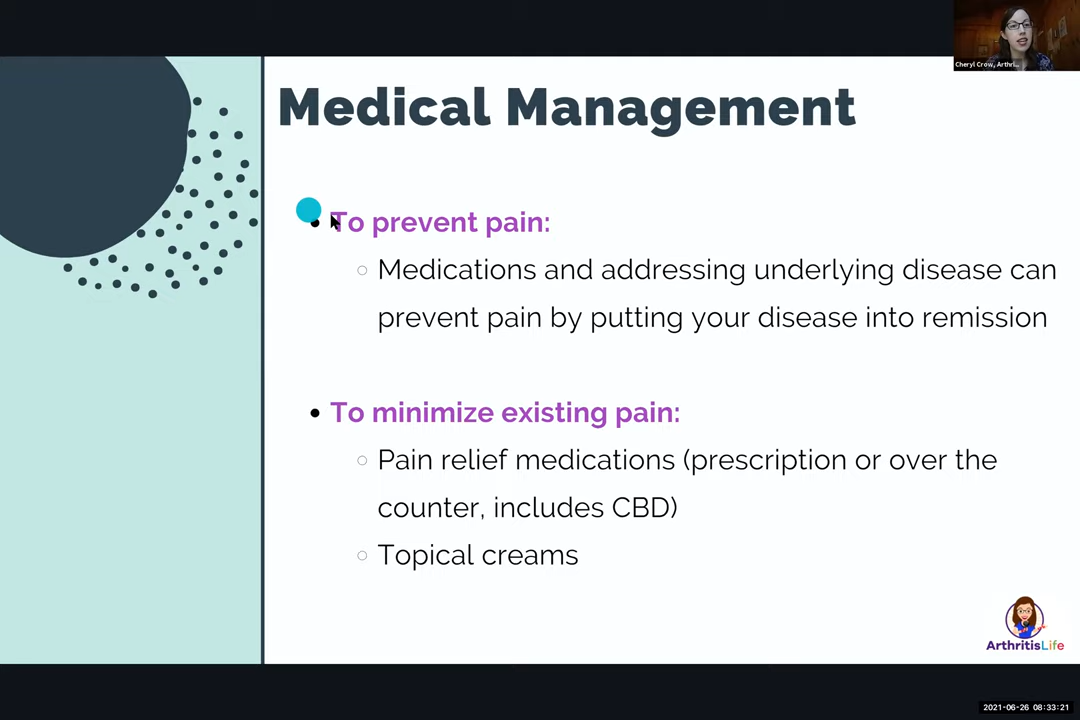 Cheryl Crow, Arthri...
Medical Management
To prevent pain:
Medications and addressing underlying disease can
prevent pain by putting your disease into remission
To minimize existing pain:
Pain relief medications (prescription or over the
counter, includes CBD)
Topical creams
ArthritisLife
2021-06-26 08:33:21